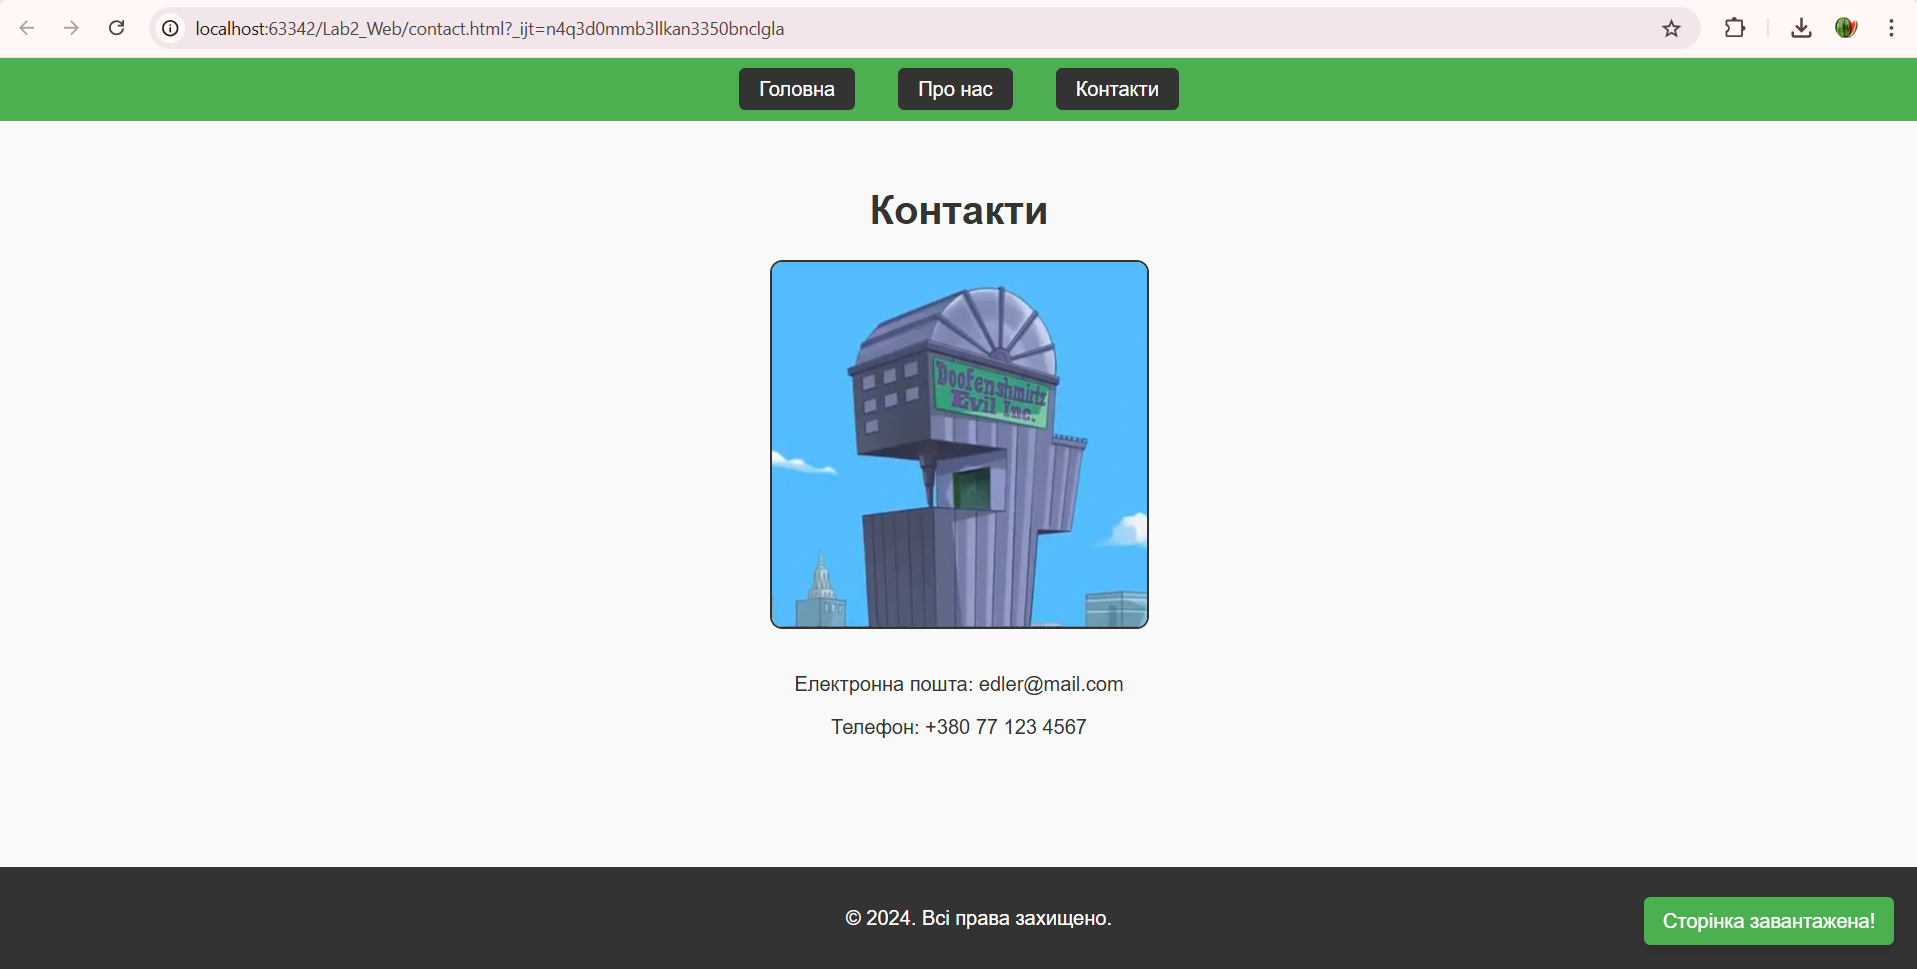 localhost:63342/Lab2_Web/contact.html?_ijt=n4q3d0mmb3llkan3350bnclgla
Головна Про нас Контакти
Контакти
Doofenshmirtz
Evil Inc.
Електронна пошта: edler@mail.com
Телефон: +380 77 123 4567
© 2024. Всі права захищено.
Сторінка завантажена!